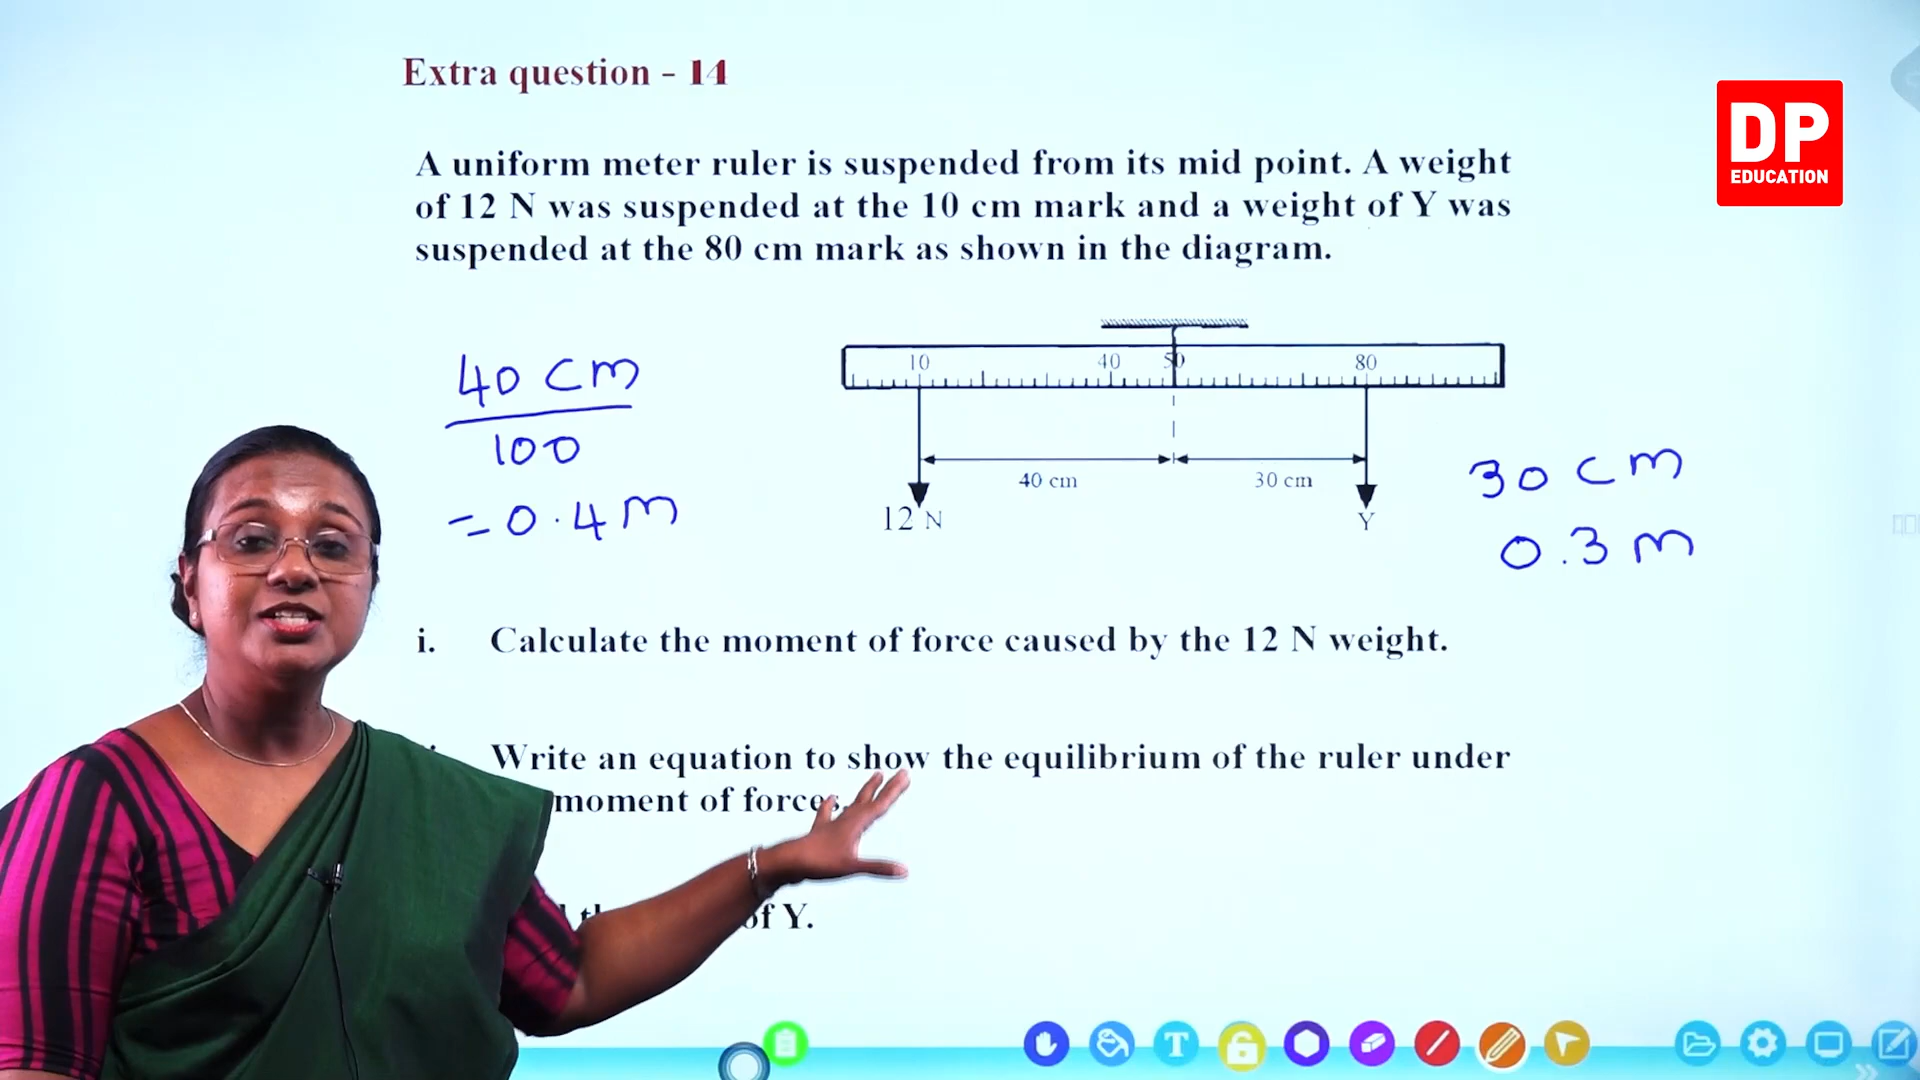 Extra question - 14
DP
EDUCATION
A uniform meter ruler is suspended from its mid point. A weight
of 12 N was suspended at the 10 cm mark and a weight of Y was
suspended at the 80 cm mark as shown in the diagram.
40 cm
100
= 0.4 m
10 40 50 80
40 cm 30 cm
12 N Y
30 cm
0.3 m
i. Calculate the moment of force caused by the 12 N weight.
Write an equation to show the equilibrium of the ruler under
moment of forces.
of Y.
T